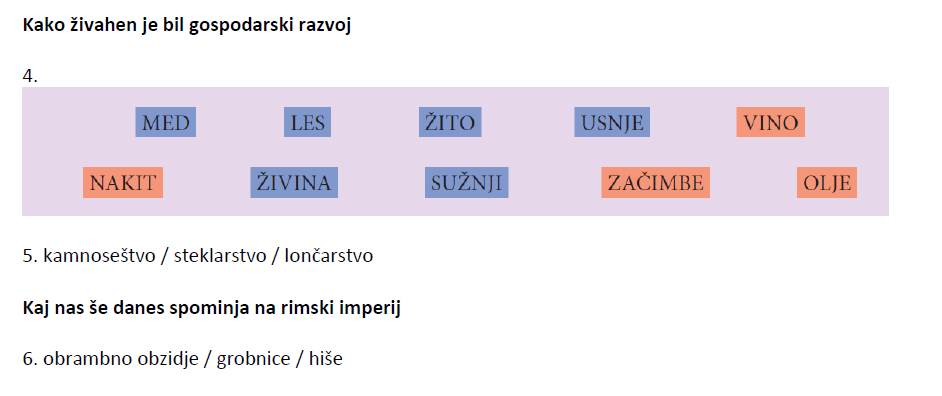 Kako živahen je bil gospodarski razvoj
4.
MED LES ŽITO USNJE VINO
NAKIT ŽIVINA SUŽNJI ZAČIMBE OLJE
5. kamnoseštvo / steklarstvo / lončarstvo
Kaj nas še danes spominja na rimski imperij
6. obrambno obzidje / grobnice / hiše